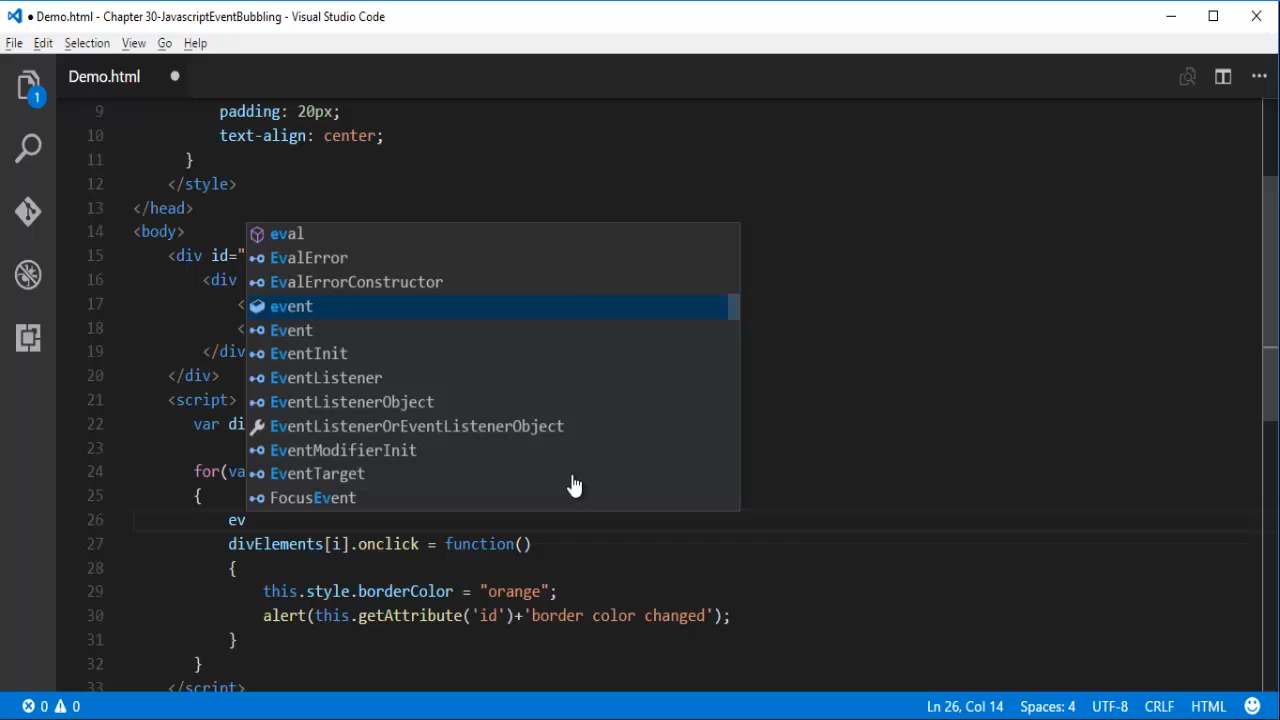 Demo.html - Chapter 30-JavascriptEventBubbling - Visual Studio Code
File Edit Selection View Go Help
Demo.html
1
9 padding: 20px;
10 text-align: center;
11 }
12 </style>
13 </head>
14 <body>
15 <div id="
16 <div
17 <
18 <
19 </div
20 </div>
21 <script>
22 var di
23
24 for(va
25 {
eval
EvalError
EvalErrorConstructor
event
Event
EventInit
EventListener
EventListenerObject
EventListenerOrEventListenerObject
EventModifierInit
EventTarget
FocusEvent
26 ev
27 divElements[i].onclick = function()
28 {
29 this.style.borderColor = "orange";
30 alert(this.getAttribute('id')+'border color changed');
31 }
32 }
33 </script>
0 0 Ln 26, Col 14 Spaces: 4 UTF-8 CRLF HTML